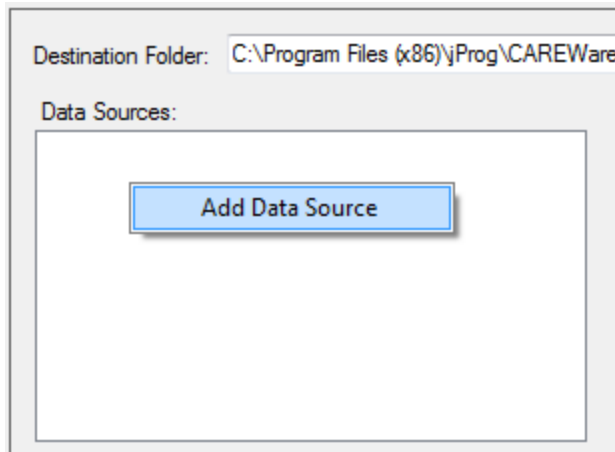 Destination Folder: C:\Program Files (x86)\jProg\CAREWare
Data Sources:
Add Data Source